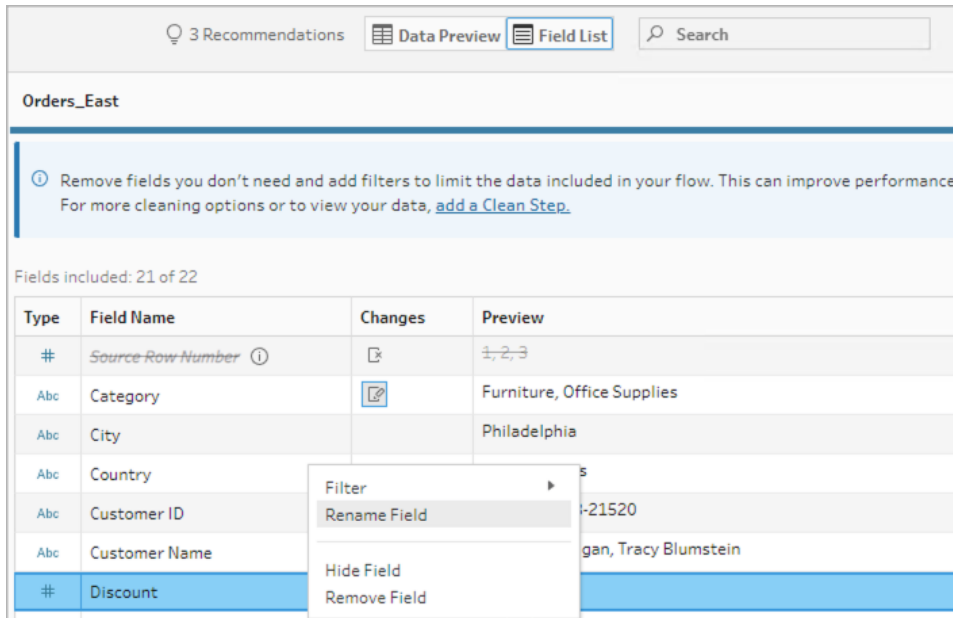 3 Recommendations Data Preview Field List Search
Orders_East
Remove fields you don't need and add filters to limit the data included in your flow. This can improve performance
For more cleaning options or to view your data, add a Clean Step.
Fields included: 21 of 22
Type Field Name Changes Preview
# Source Row Number 1, 2, 3
Abc Category Furniture, Office Supplies
Abc City Philadelphia
Abc Country s
Filter
Abc Customer ID -21520
Rename Field
Abc Customer Name gan, Tracy Blumstein
Hide Field
# Discount
Remove Field